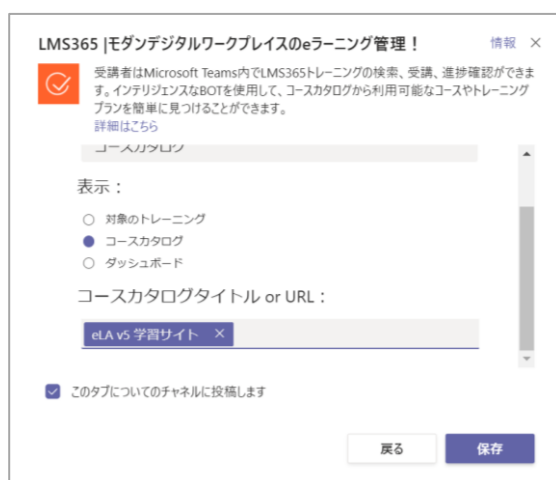 LMS365 |モダンデジタルワークプレイスのeラーニング管理！ 情報 ×
受講者はMicrosoft Teams内でLMS365トレーニングの検索、受講、進捗確認ができま
す。インテリジェンスなBOTを使用して、コースカタログから利用可能なコースやトレーニング
プランを簡単に見つけることができます。
詳細はこちら
コースカタログ
表示：
対象のトレーニング
コースカタログ
ダッシュボード
コースカタログタイトル or URL：
eLA v5 学習サイト ×
このタブについてのチャネルに投稿します
戻る 保存